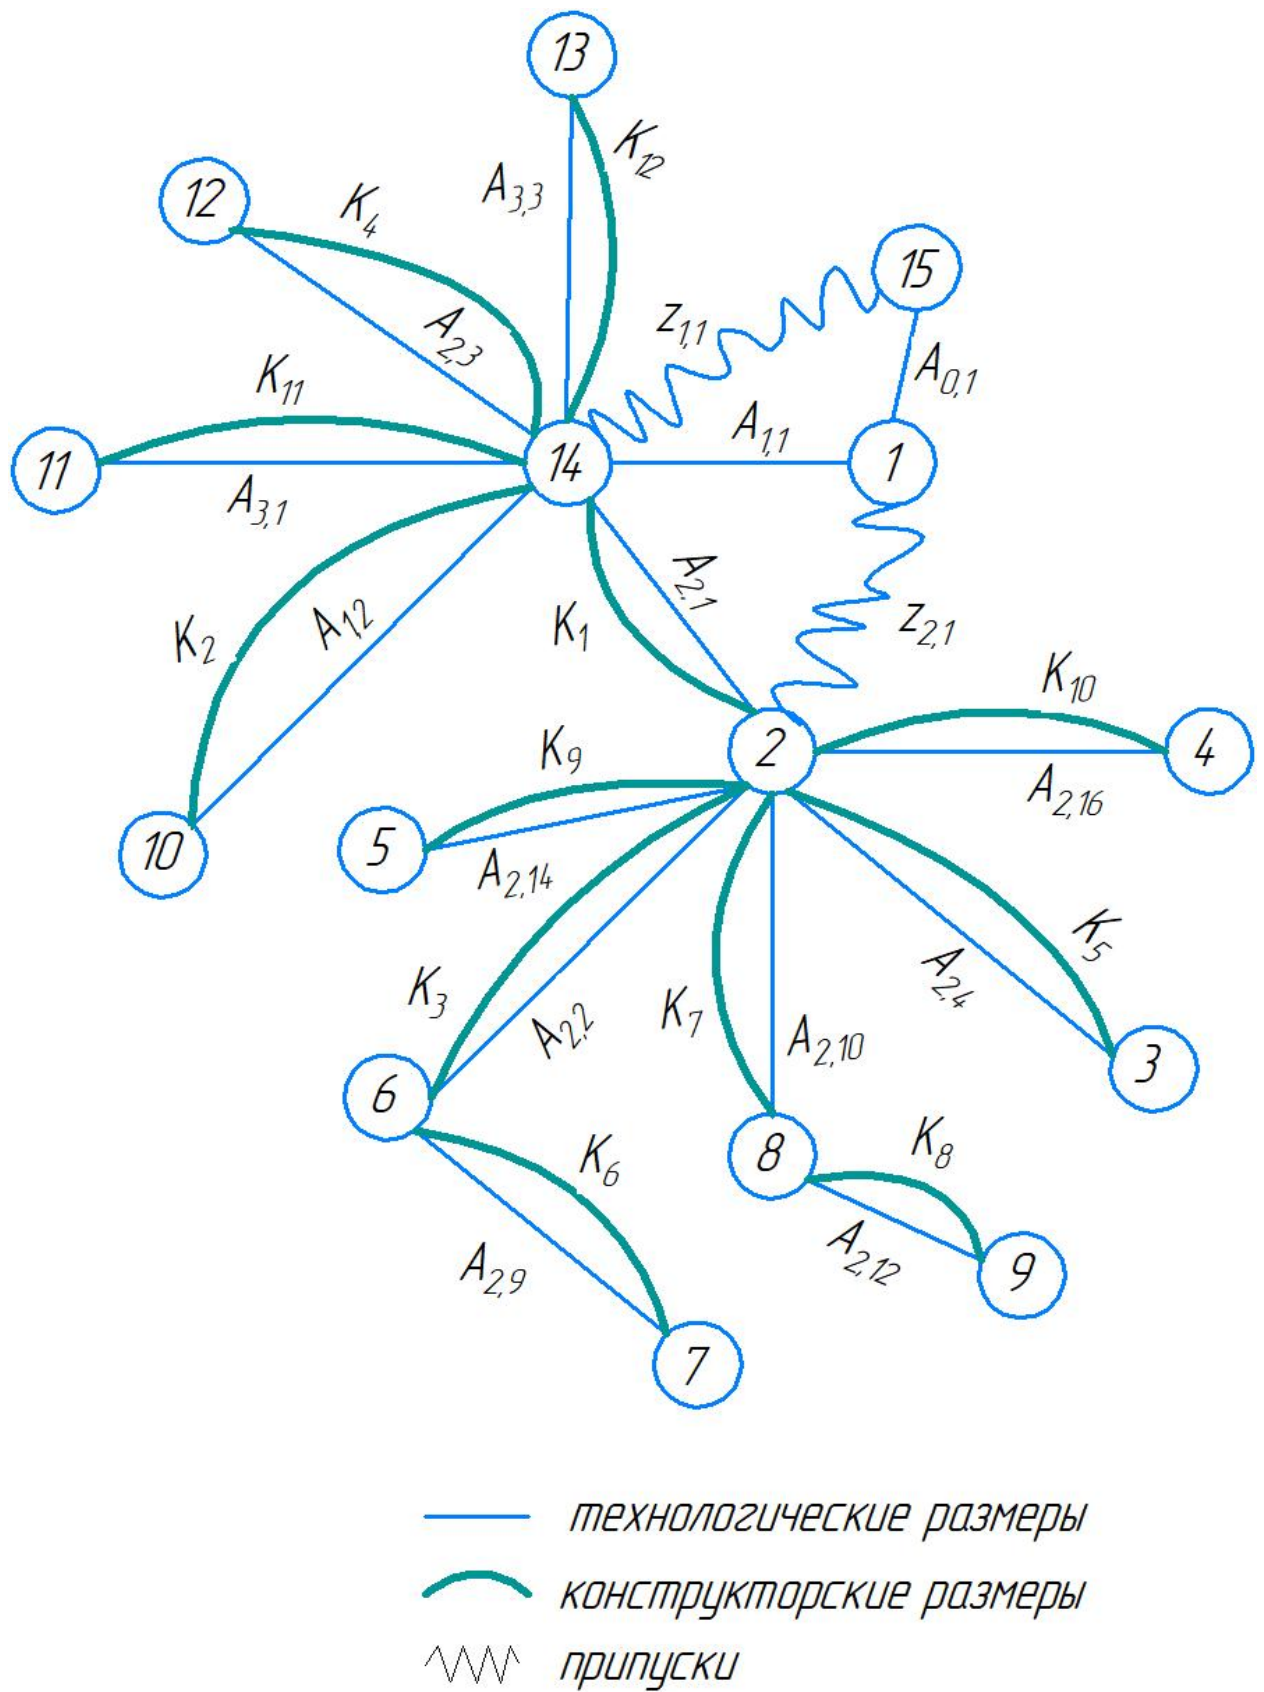 13
K12
A3,3
12
K4
15
z1,1
A2,3
A0,1
K11
A1,1
11
14
1
A3,1
A2,1
A1,2
K2
K1
z2,1
K10
2
4
K9
A2,16
5
10
A2,14
K5
A2,4
K3
K7
A2,2
A2,10
3
6
8
K8
K6
A2,12
A2,9
9
7
технологические размеры
конструкторские размеры
припуски